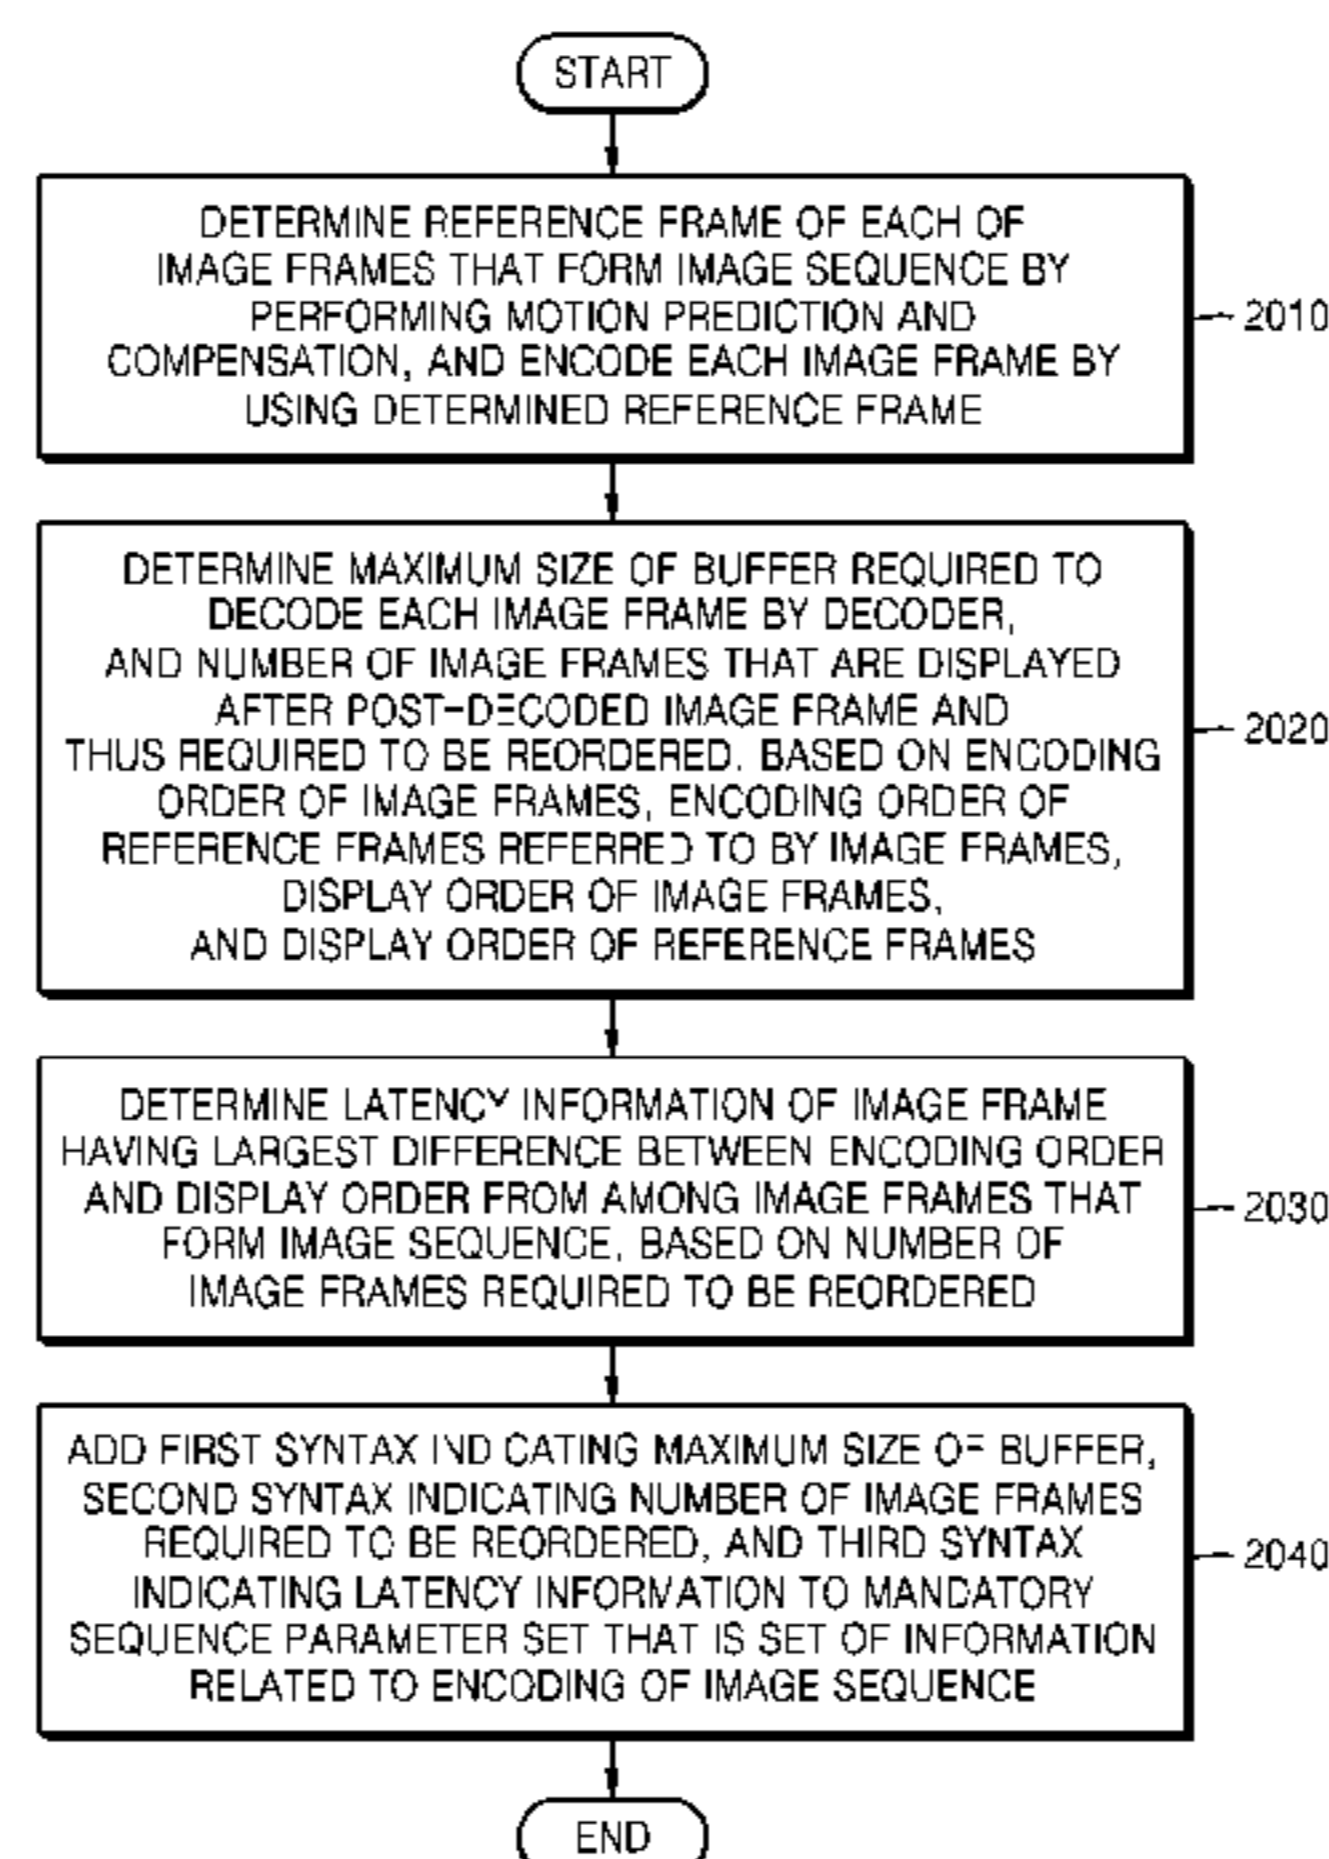 START
DETERMINE REFERENCE FRAME OF EACH OF
IMAGE FRAMES THAT FORM IMAGE SEQUENCE BY
PERFORMING MOTION PREDICTION AND
COMPENSATION, AND ENCODE EACH IMAGE FRAME BY
USING DETERMINED REFERENCE FRAME
2010
DETERMINE MAXIMUM SIZE OF BUFFER REQUIRED TO
DECODE EACH IMAGE FRAME BY DECODER,
AND NUMBER OF IMAGE FRAMES THAT ARE DISPLAYED
AFTER POST-DECODED IMAGE FRAME AND
THUS REQUIRED TO BE REORDERED. BASED ON ENCODING
ORDER OF IMAGE FRAMES, ENCODING ORDER OF
REFERENCE FRAMES REFERRED TO BY IMAGE FRAMES,
DISPLAY ORDER OF IMAGE FRAMES,
AND DISPLAY ORDER OF REFERENCE FRAMES
2020
DETERMINE LATENCY INFORMATION OF IMAGE FRAME
HAVING LARGEST DIFFERENCE BETWEEN ENCODING ORDER
AND DISPLAY ORDER FROM AMONG IMAGE FRAMES THAT
FORM IMAGE SEQUENCE, BASED ON NUMBER OF
IMAGE FRAMES REQUIRED TO BE REORDERED
2030
ADD FIRST SYNTAX INDICATING MAXIMUM SIZE OF BUFFER,
SECOND SYNTAX INDICATING NUMBER OF IMAGE FRAMES
REQUIRED TO BE REORDERED, AND THIRD SYNTAX
INDICATING LATENCY INFORMATION TO MANDATORY
SEQUENCE PARAMETER SET THAT IS SET OF INFORMATION
RELATED TO ENCODING OF IMAGE SEQUENCE
2040
END